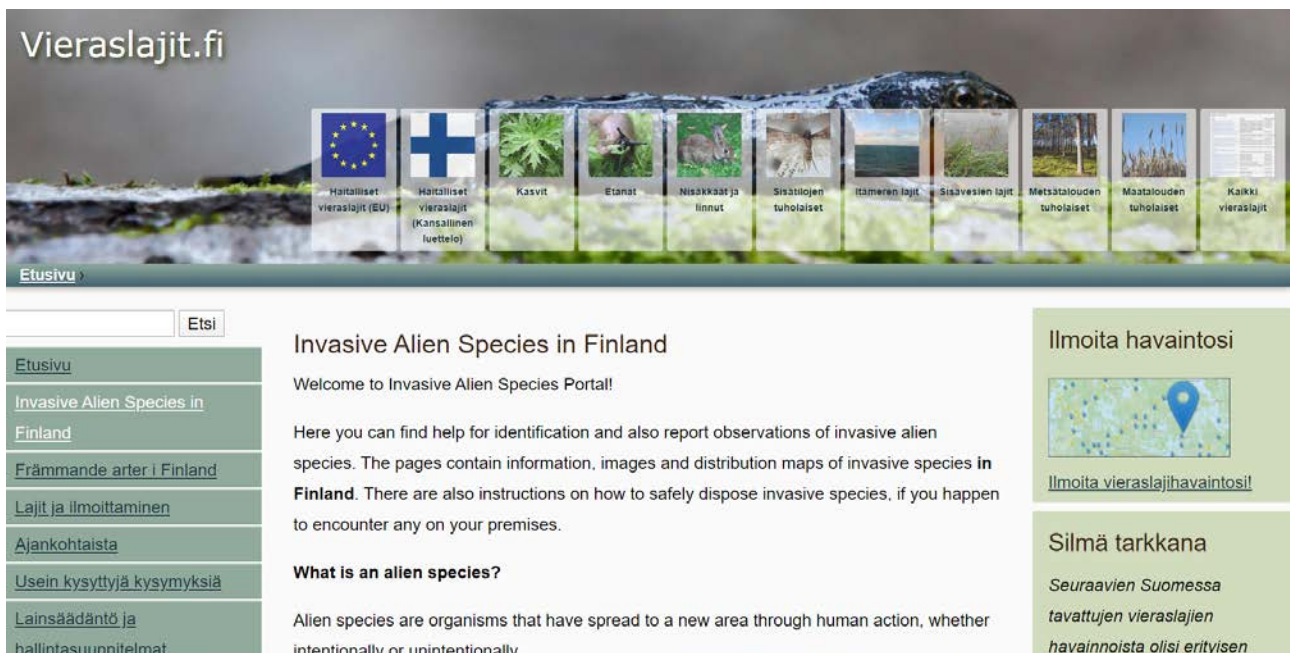 Vieraslajit.fi
Haitalliset
vieraslajit (EU)
Haitalliset
vieraslajit
(Kansallinen
luettelo)
Kasvit
Etanat
Nisäkkäät ja
linnut
Sisätilojen
tuholaiset
Itämeren lajit
Sisävesien lajit
Metsätalouden
tuholaiset
Maatalouden
tuholaiset
Kaikki
vieraslajit
Etusivu ›
Etsi
Etusivu
Invasive Alien Species in
Finland
Främmande arter i Finland
Lajit ja ilmoittaminen
Ajankohtaista
Usein kysyttyjä kysymyksiä
Lainsäädäntö ja
hallintasuunnitelmat
Invasive Alien Species in Finland
Welcome to Invasive Alien Species Portal!
Here you can find help for identification and also report observations of invasive alien
species. The pages contain information, images and distribution maps of invasive species in
Finland. There are also instructions on how to safely dispose invasive species, if you happen
to encounter any on your premises.
What is an alien species?
Alien species are organisms that have spread to a new area through human action, whether
intentionally or unintentionally.
Ilmoita havaintosi
Ilmoita vieraslajihavaintosi!
Silmä tarkkana
Seuraavien Suomessa
tavattujen vieraslajien
havainnoista olisi erityisen